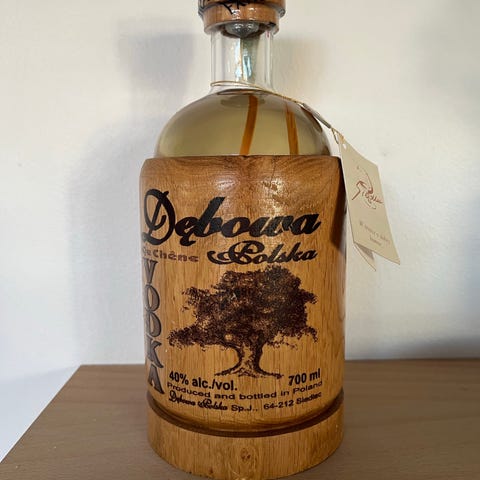 Dębowa
de Chêne
Polska
VODKA
40% alc./vol. 700 ml
Produced and bottled in Poland
Dębowa Polska Sp.J., 64-212 Siedlec